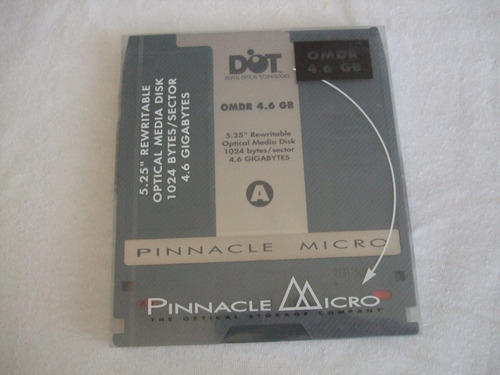 DOT
DIGITAL OPTICAL TECHNOLOGIES
OMDR
4.6 GB
OMDR 4.6 GB
5.25" Rewritable
Optical Media Disk
1024 bytes/sector
4.6 GIGABYTES
A
5.25" REWRITABLE
OPTICAL MEDIA DISK
1024 BYTES/SECTOR
4.6 GIGABYTES
PINNACLE MICRO
PINNACLE MICRO
THE OPTICAL STORAGE COMPANY